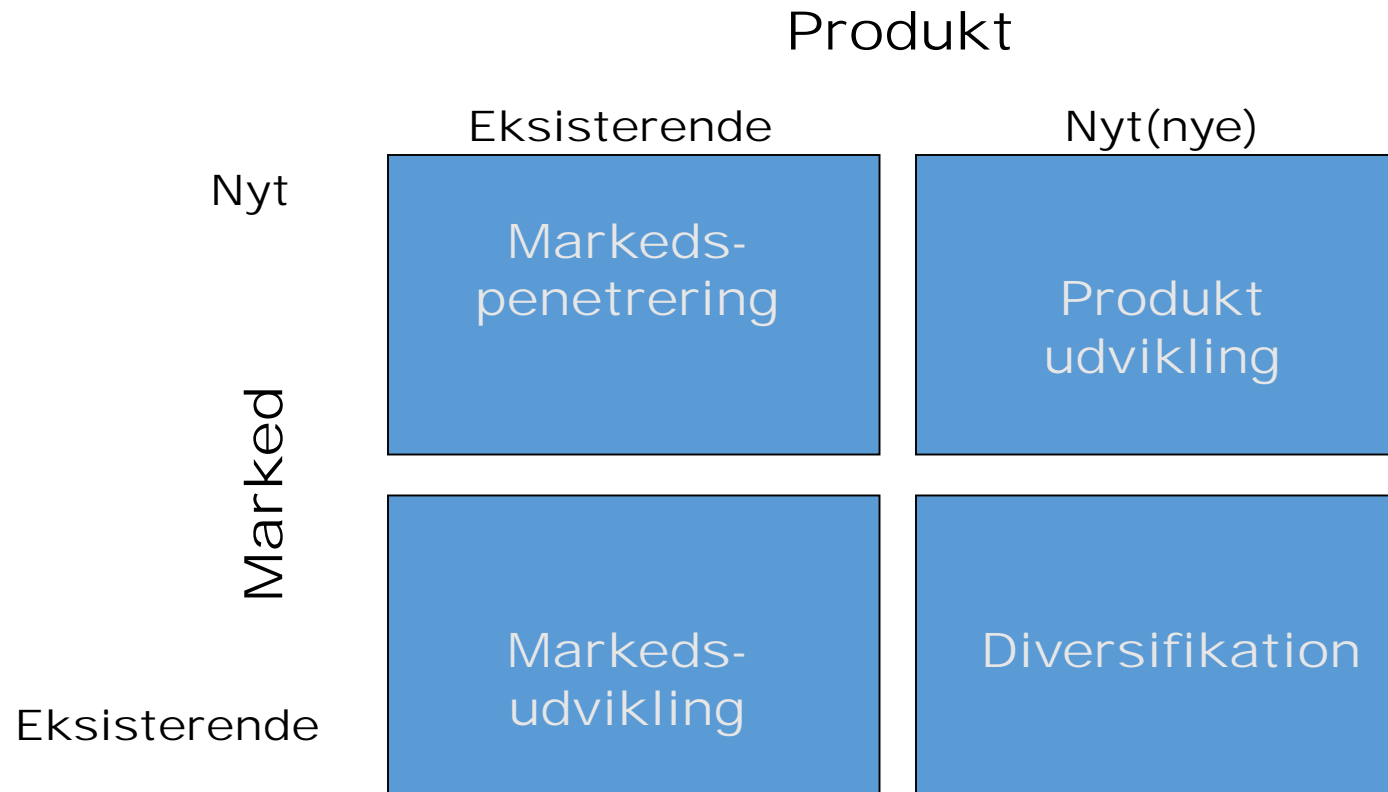 Produkt
Eksisterende
Nyt(nye)
Nyt
Markeds-
penetrering
Produkt
udvikling
Marked
Markeds-
udvikling
Diversifikation
Eksisterende